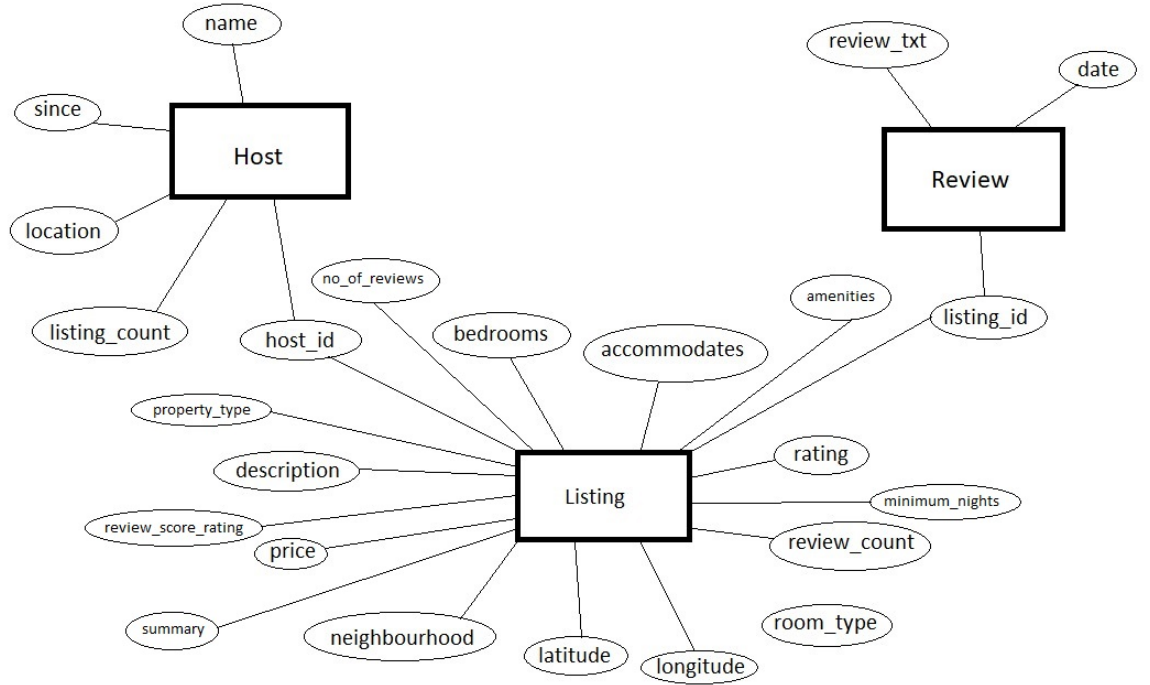 name
review_txt
date
since
Host
Review
location
no_of_reviews
amenities
listing_count
host_id
bedrooms
accommodates
listing_id
property_type
description
rating
Listing
minimum_nights
review_score_rating
price
review_count
summary
neighbourhood
latitude
longitude
room_type